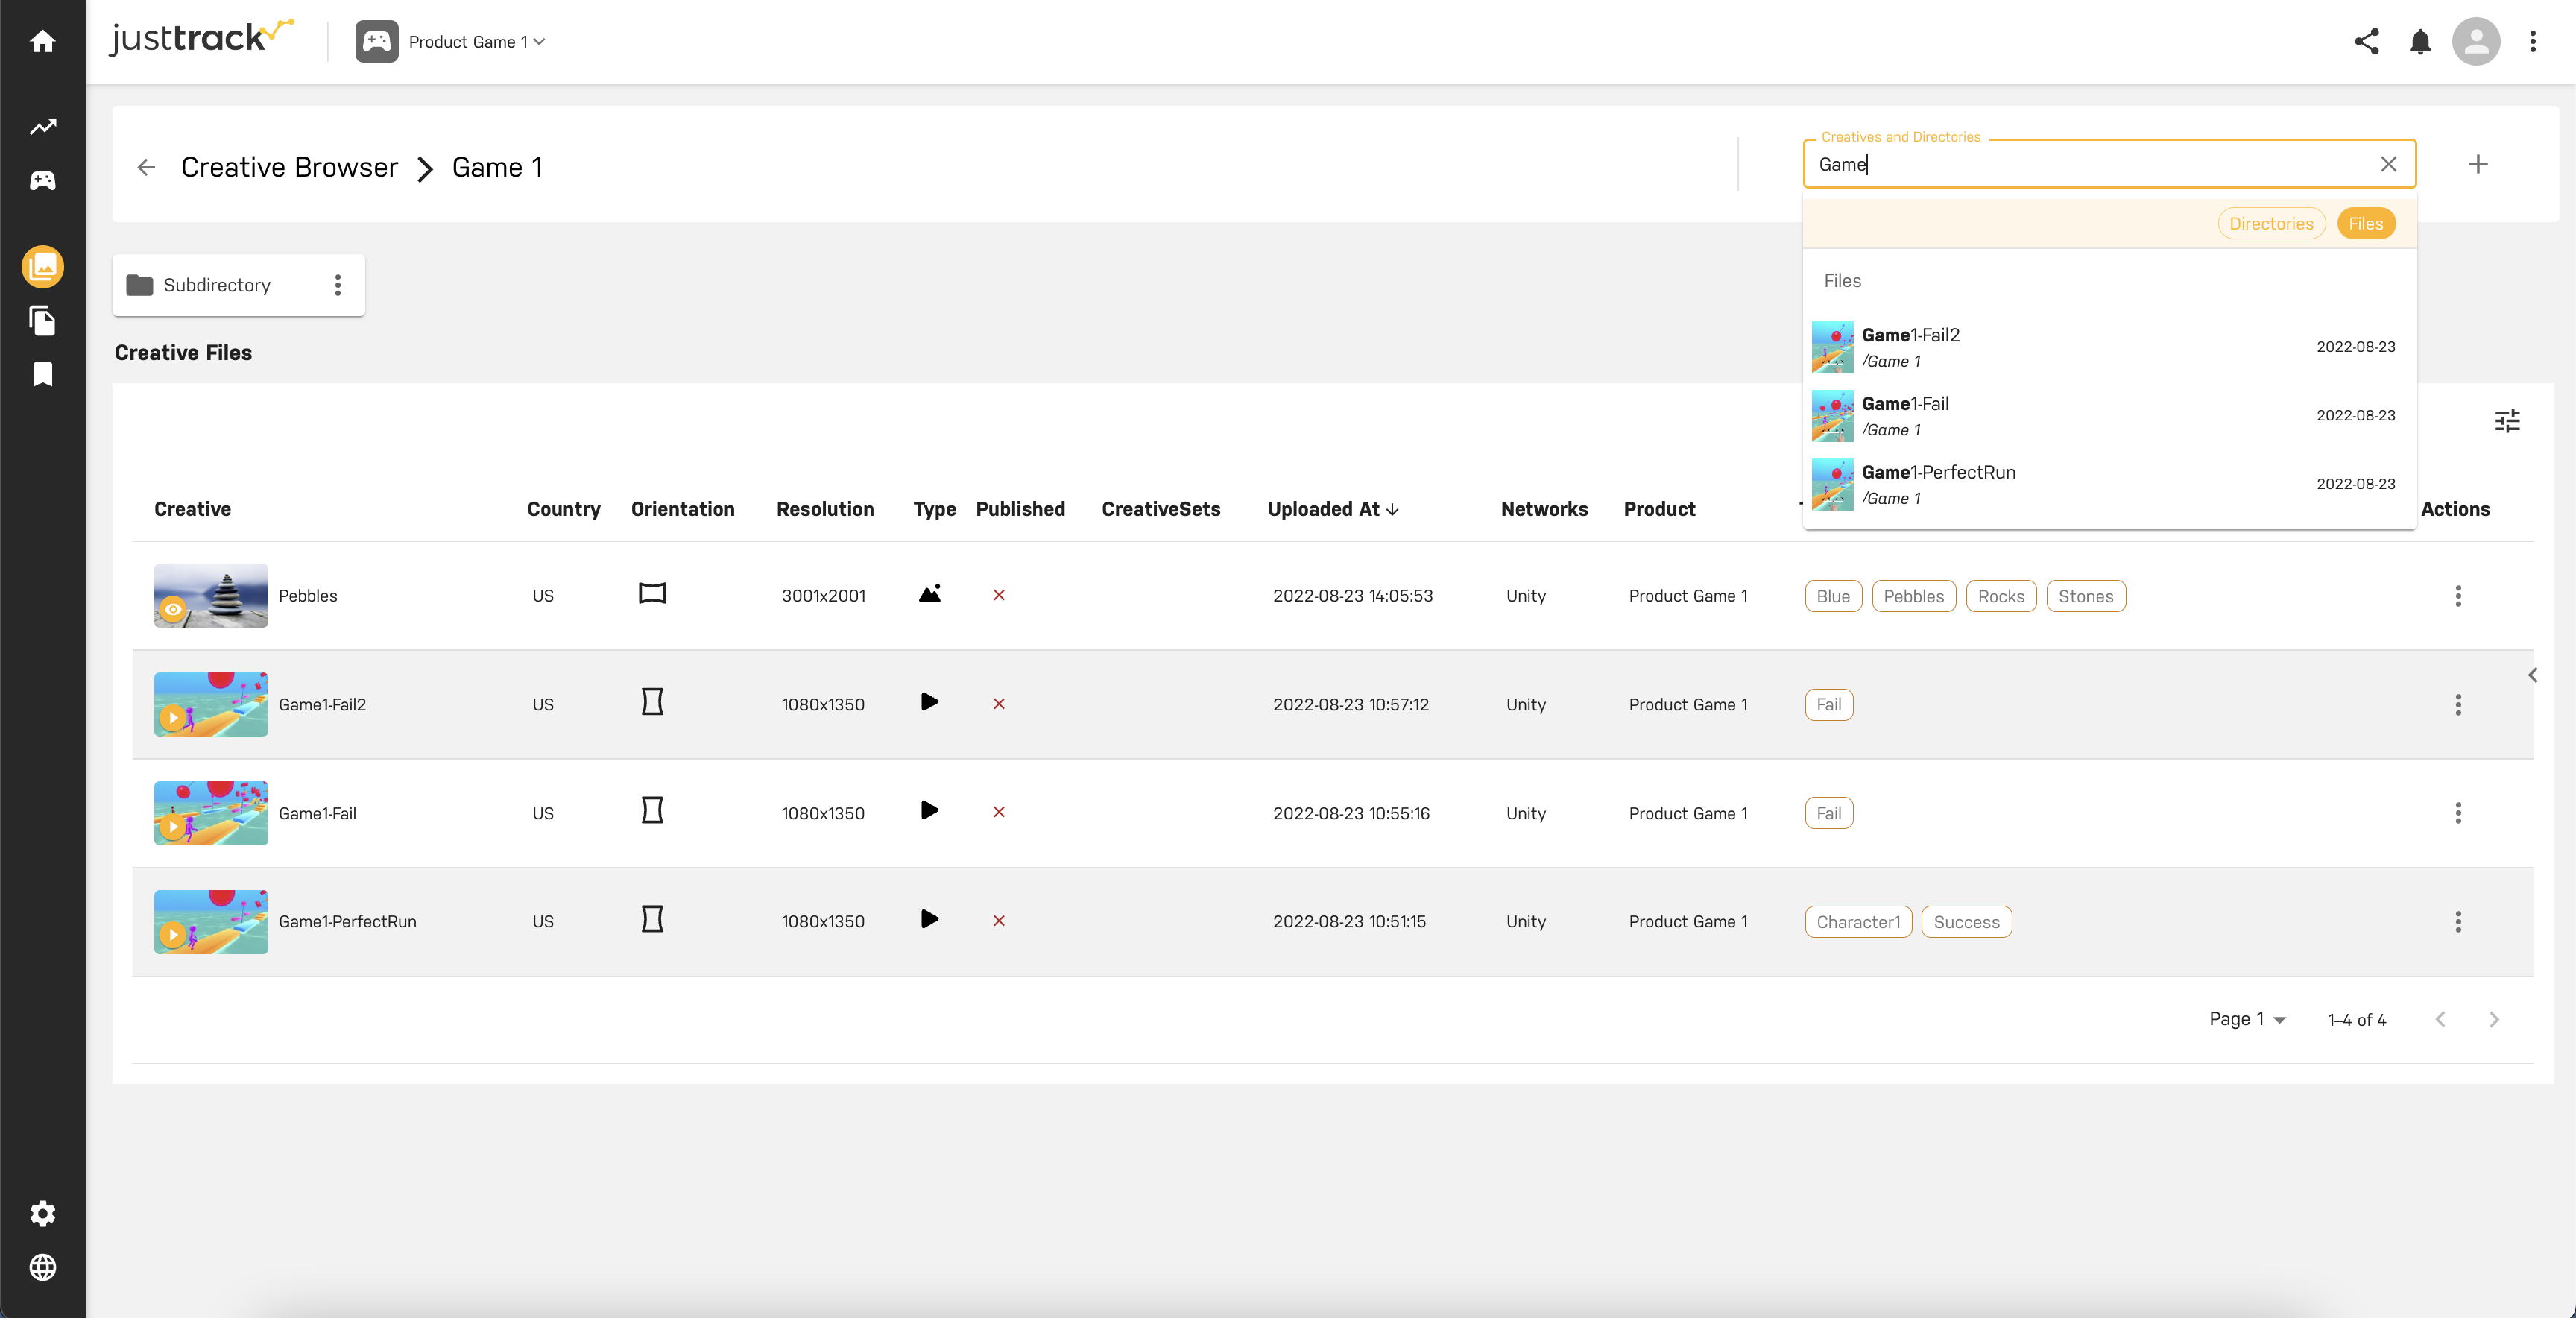 justtrack
Product Game 1
Creative Browser
Game 1
Creatives and Directories
Game
Directories
Files
Files
Game1-Fail2
/Game 1
2022-08-23
Game1-Fail
/Game 1
2022-08-23
Game1-PerfectRun
/Game 1
2022-08-23
Subdirectory
Creative Files
Creative Country Orientation Resolution Type Published CreativeSets Uploaded At Networks Product Actions
Pebbles US 3001x2001 2022-08-23 14:05:53 Unity Product Game 1 Blue Pebbles Rocks Stones
Game1-Fail2 US 1080x1350 2022-08-23 10:57:12 Unity Product Game 1 Fail
Game1-Fail US 1080x1350 2022-08-23 10:55:16 Unity Product Game 1 Fail
Game1-PerfectRun US 1080x1350 2022-08-23 10:51:15 Unity Product Game 1 Character1 Success
Page 1 1–4 of 4